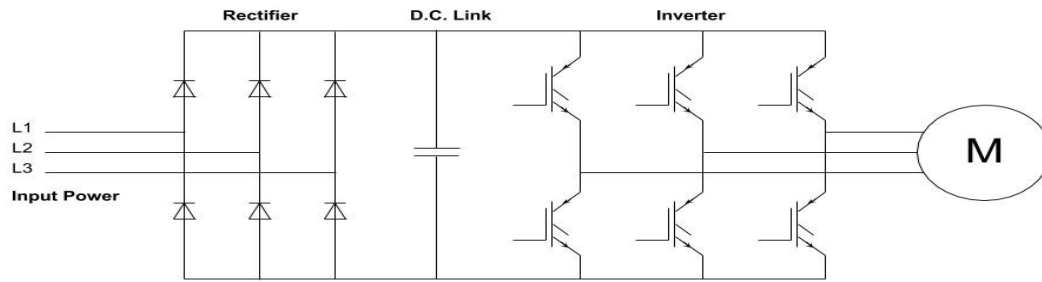 Rectifier
D.C. Link
Inverter
L1
L2
L3
Input Power
M